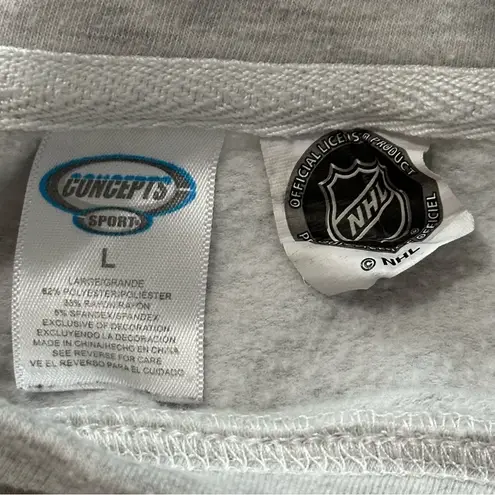 CONCEPTS
SPORT
L
LARGE/GRANDE
62% POLYESTER/POLIESTER
33% RAYON/RAYON
5% SPANDEX/SPANDEX
EXCLUSIVE OF DECORATION
EXCLUYENDO LA DECORACIÓN
MADE IN CHINA/HECHO EN CHINA
SEE REVERSE FOR CARE
VE EL REVERSO PARA EL CUIDADO
OFFICIAL LICENSED PRODUCT
NHL
OFFICIEL
© NHL